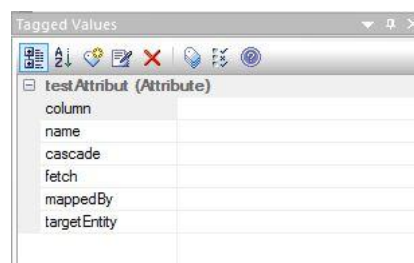 Tagged Values
testAttribut (Attribute)
column
name
cascade
fetch
mappedBy
targetEntity